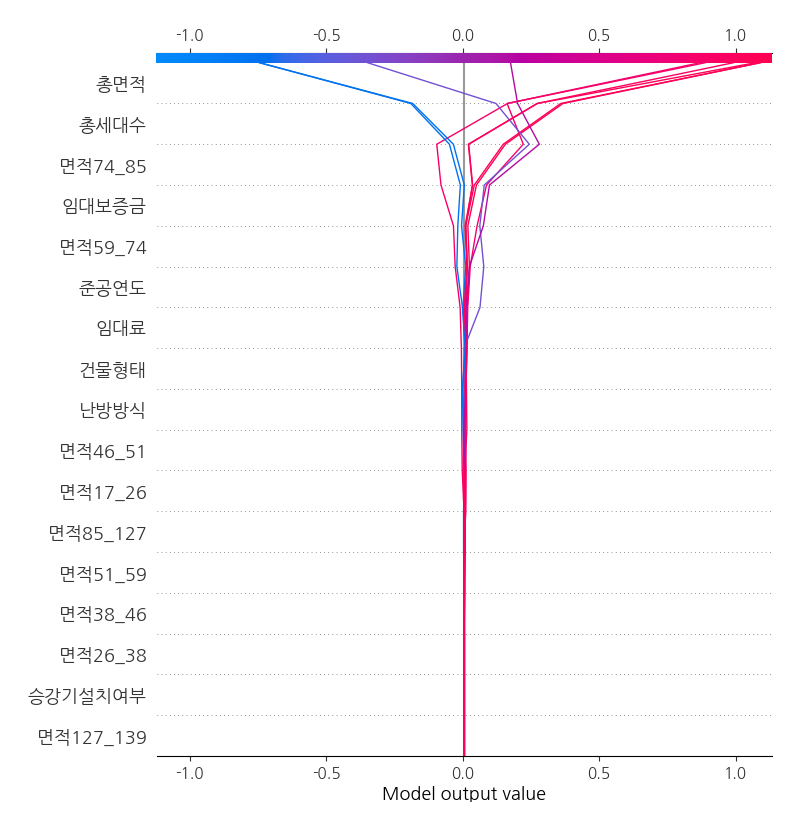 -1.0 -0.5 0.0 0.5 1.0
총면적
총세대수
면적74_85
임대보증금
면적59_74
준공연도
임대료
건물형태
난방방식
면적46_51
면적17_26
면적85_127
면적51_59
면적38_46
면적26_38
승강기설치여부
면적127_139
-1.0 -0.5 0.0 0.5 1.0
Model output value